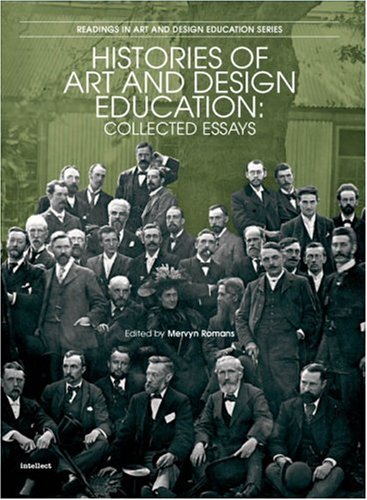 READINGS IN ART AND DESIGN EDUCATION SERIES
HISTORIES OF
ART AND DESIGN
EDUCATION:
COLLECTED ESSAYS
Edited by Mervyn Romans
intellect